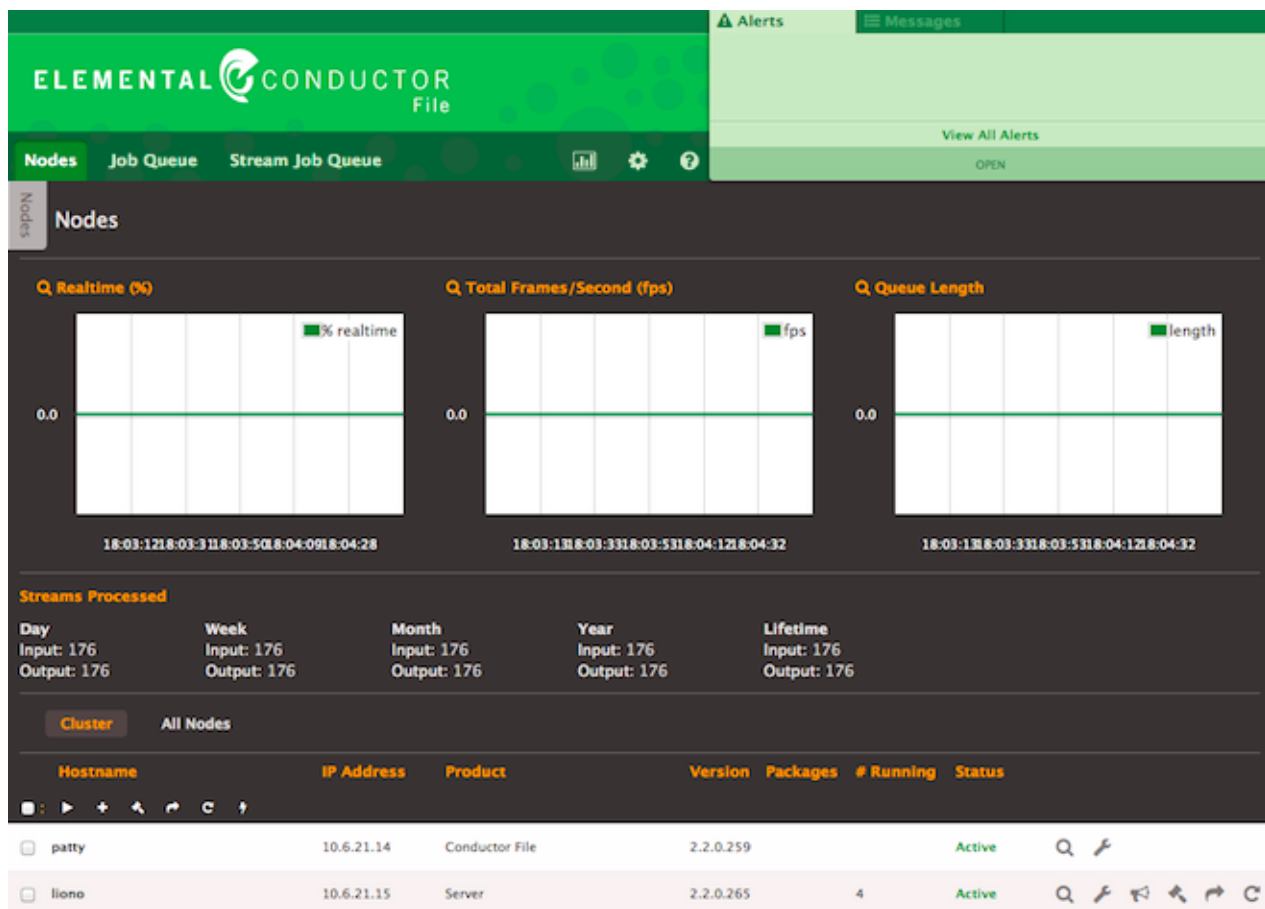 Alerts
Messages
ELEMENTAL CONDUCTOR
File
View All Alerts
OPEN
Nodes Job Queue Stream Job Queue
Nodes
Nodes
Realtime (%)
% realtime
0.0
18:03:12 18:03:31 18:03:50 18:04:09 18:04:28
Total Frames/Second (fps)
fps
0.0
18:03:13 18:03:33 18:03:53 18:04:12 18:04:32
Queue Length
length
0.0
18:03:13 18:03:33 18:03:53 18:04:12 18:04:32
Streams Processed
Day Week Month Year Lifetime
Input: 176 Input: 176 Input: 176 Input: 176 Input: 176
Output: 176 Output: 176 Output: 176 Output: 176 Output: 176
Cluster All Nodes
Hostname IP Address Product Version Packages # Running Status
patty 10.6.21.14 Conductor File 2.2.0.259 Active
liono 10.6.21.15 Server 2.2.0.265 4 Active